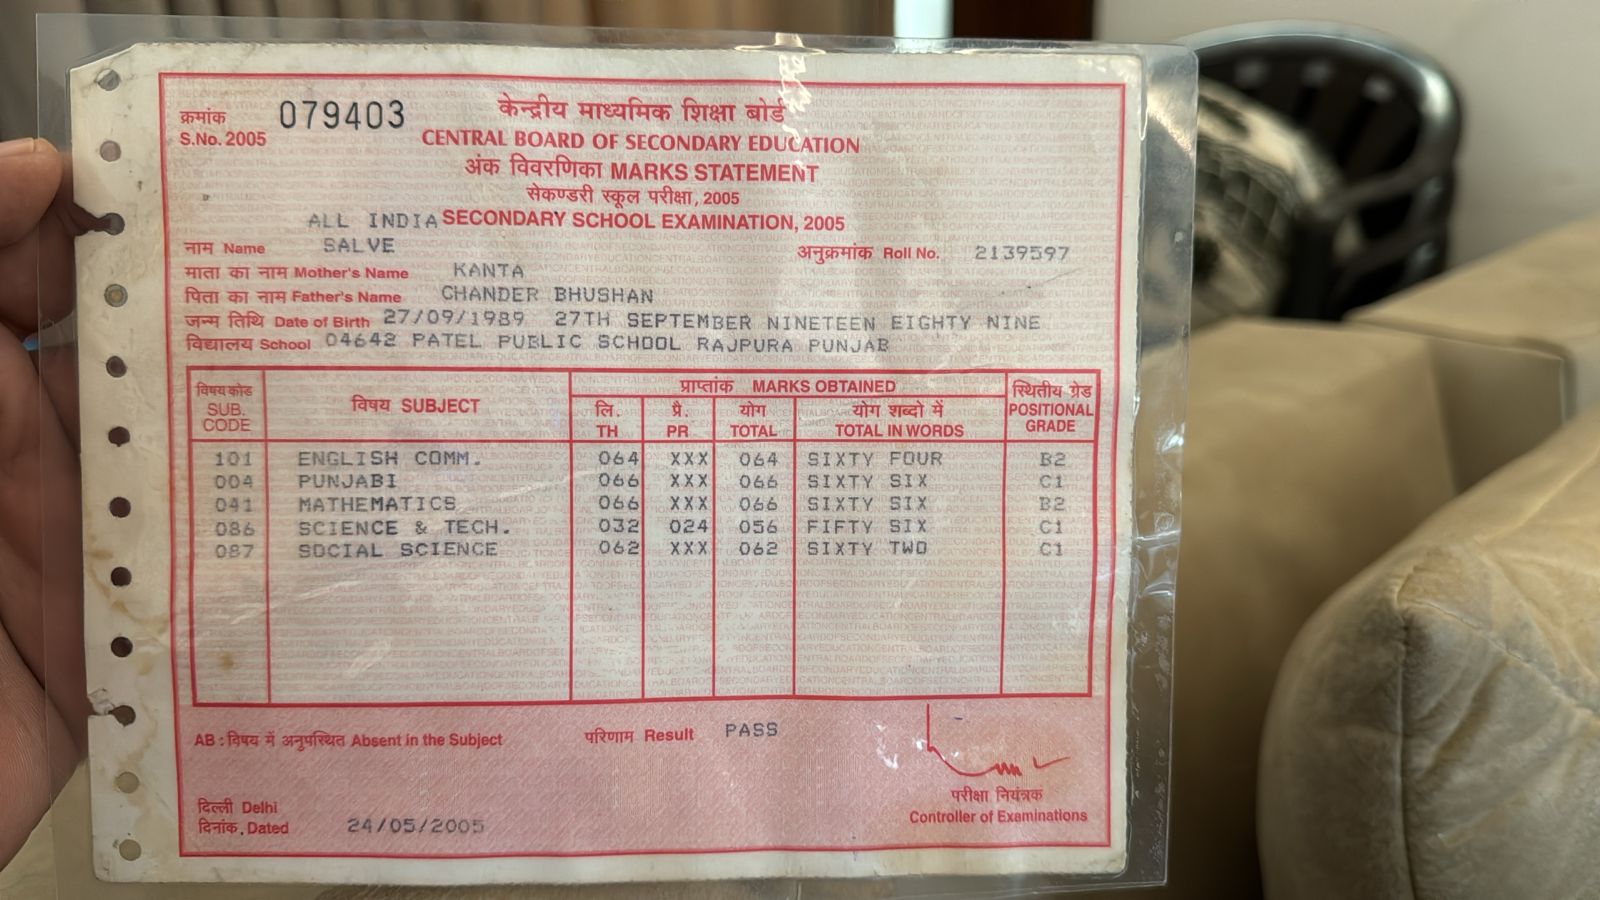 क्रमांक 079403 केन्द्रीय माध्यमिक शिक्षा बोर्ड
S.No. 2005 CENTRAL BOARD OF SECONDARY EDUCATION
अंक विवरणिका MARKS STATEMENT
सेकण्डरी स्कूल परीक्षा, 2005
ALL INDIA SECONDARY SCHOOL EXAMINATION, 2005
नाम Name SALVE अनुक्रमांक Roll No. 2139597
माता का नाम Mother's Name KANTA
पिता का नाम Father's Name CHANDER BHUSHAN
जन्म तिथि Date of Birth 27/09/1989 27TH SEPTEMBER NINETEEN EIGHTY NINE
विद्यालय School 04642 PATEL PUBLIC SCHOOL RAJPURA PUNJAB
विषय कोड SUB. CODE विषय SUBJECT प्राप्तांक MARKS OBTAINED स्थितीय ग्रेड POSITIONAL GRADE
लि. TH प्रै. PR योग TOTAL योग शब्दो में TOTAL IN WORDS
101 ENGLISH COMM. 064 XXX 064 SIXTY FOUR B2
004 PUNJABI 066 XXX 066 SIXTY SIX C1
041 MATHEMATICS 066 XXX 066 SIXTY SIX B2
086 SCIENCE & TECH. 032 024 056 FIFTY SIX C1
087 SOCIAL SCIENCE 062 XXX 062 SIXTY TWO C1
AB : विषय में अनुपस्थित Absent in the Subject परिणाम Result PASS
दिल्ली Delhi परीक्षा नियंत्रक
दिनांक, Dated 24/05/2005 Controller of Examinations